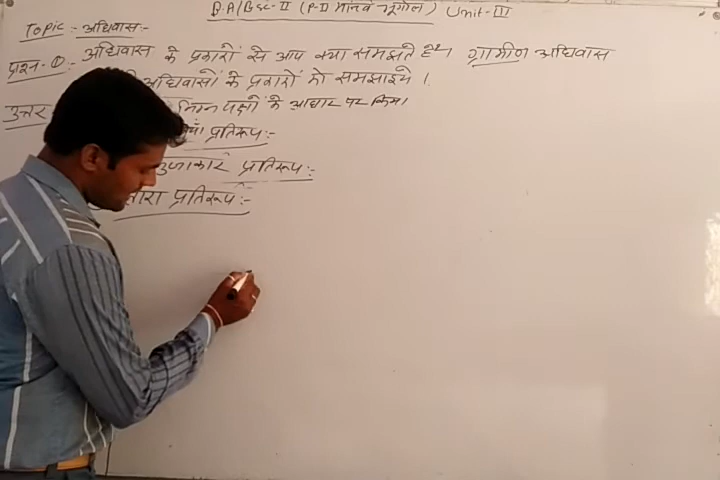 B.A/BSC-II (P-II मानव भूगोल) Unit-III
Topic:- अधिवास:-
प्रश्न-① अधिवास के प्रकारों से आप क्या समझते है। ग्रामीण अधिवास
अधिवासों के प्रकारों को समझाइये।
उत्तर निम्न पक्षों के आधार पर किया।
प्रतिरूप:-
प्रतिरूप:-
तारा प्रतिरूप:-